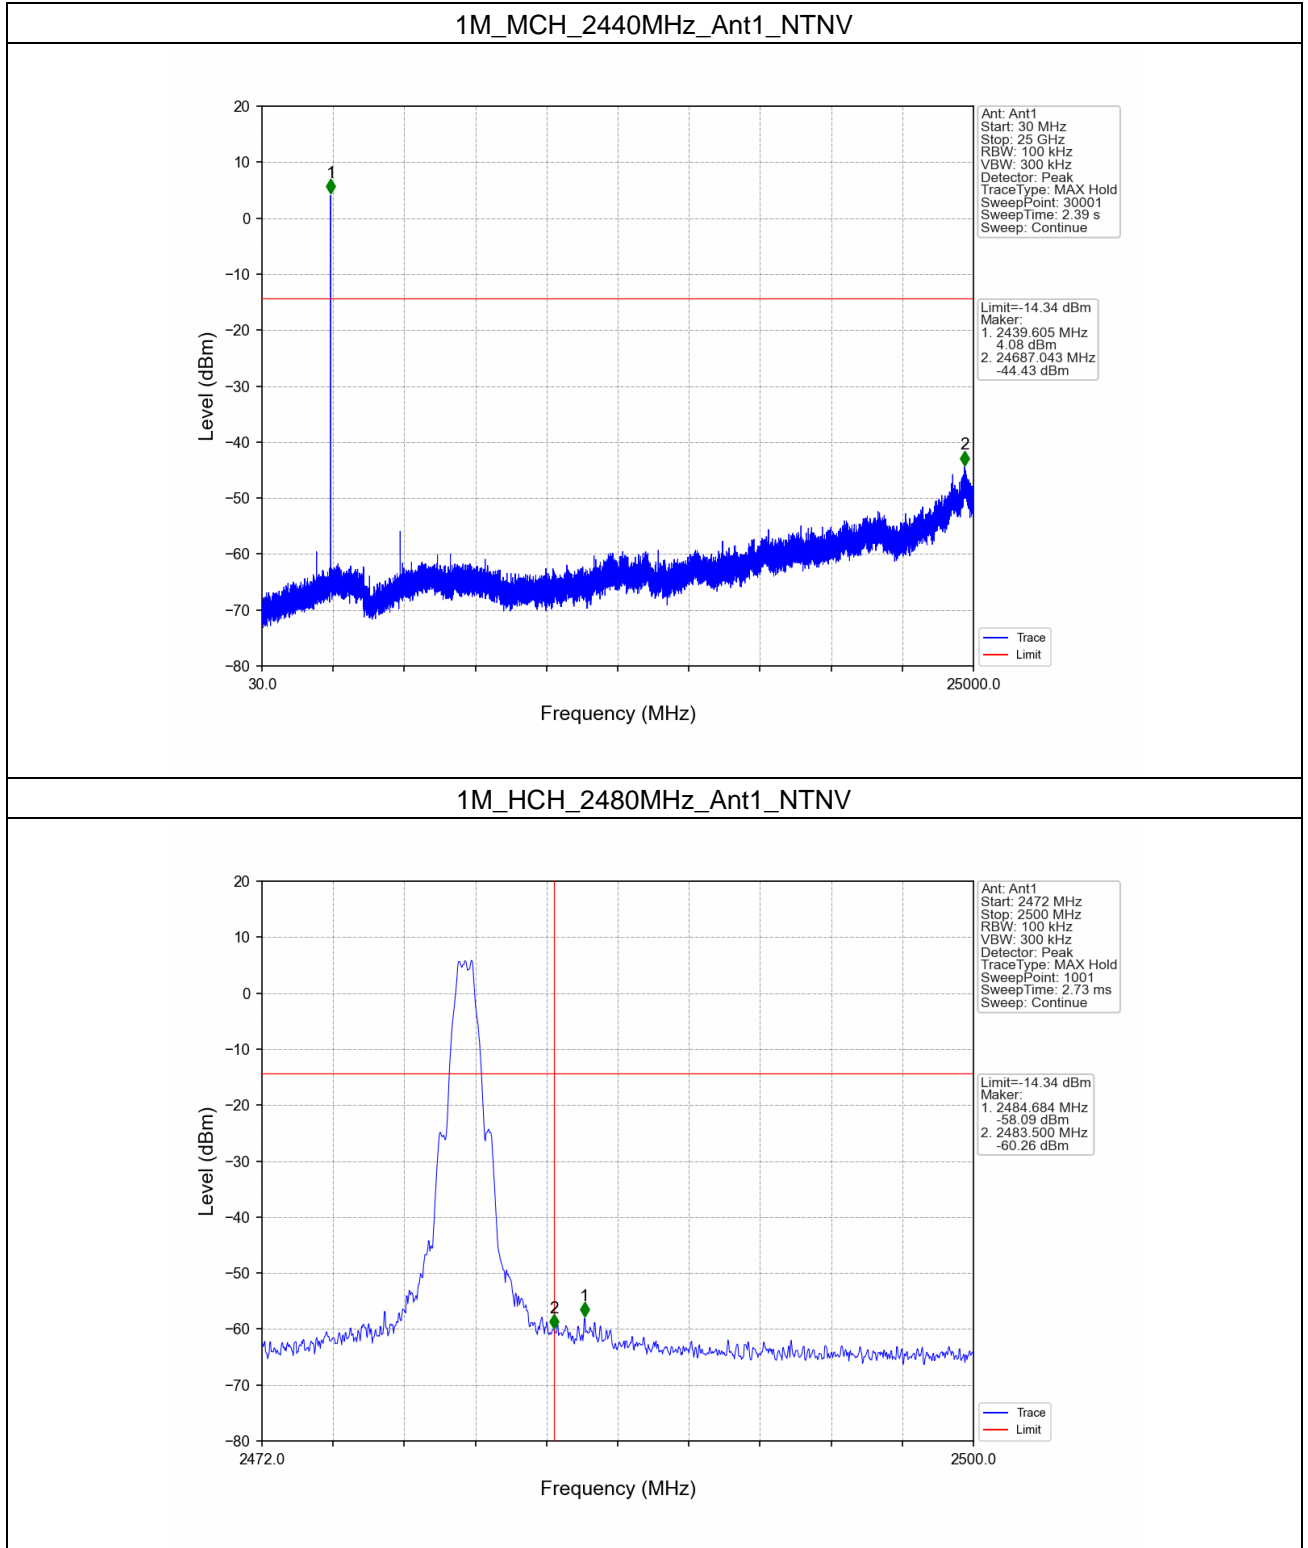 1M_MCH_2440MHz_Ant1_NTNV
20
10
0
−10
−20
−30
−40
−50
−60
−70
−80
Level (dBm)
1
2
30.0
25000.0
Frequency (MHz)
Ant: Ant1
Start: 30 MHz
Stop: 25 GHz
RBW: 100 kHz
VBW: 300 kHz
Detector: Peak
TraceType: MAX Hold
SweepPoint: 30001
SweepTime: 2.39 s
Sweep: Continue
Limit=-14.34 dBm
Maker:
1. 2439.605 MHz
4.08 dBm
2. 24687.043 MHz
-44.43 dBm
Trace
Limit
1M_HCH_2480MHz_Ant1_NTNV
20
10
0
−10
−20
−30
−40
−50
−60
−70
−80
Level (dBm)
2
1
2472.0
2500.0
Frequency (MHz)
Ant: Ant1
Start: 2472 MHz
Stop: 2500 MHz
RBW: 100 kHz
VBW: 300 kHz
Detector: Peak
TraceType: MAX Hold
SweepPoint: 1001
SweepTime: 2.73 ms
Sweep: Continue
Limit=-14.34 dBm
Maker:
1. 2484.684 MHz
-58.09 dBm
2. 2483.500 MHz
-60.26 dBm
Trace
Limit